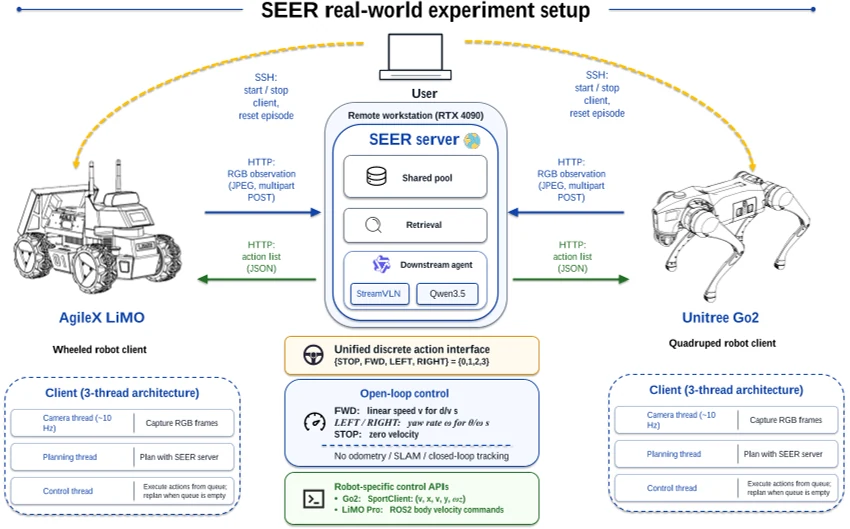 SEER real-world experiment setup
User
SSH:
start / stop
client,
reset episode
SSH:
start / stop
client,
reset episode
Remote workstation (RTX 4090)
SEER server
Shared pool
Retrieval
Downstream agent
StreamVLN
Qwen3.5
HTTP:
RGB observation
(JPEG, multipart
POST)
HTTP:
action list
(JSON)
HTTP:
RGB observation
(JPEG, multipart
POST)
HTTP:
action list
(JSON)
AgileX LiMO
Wheeled robot client
Unitree Go2
Quadruped robot client
Client (3-thread architecture)
Camera thread (~10
Hz)
Capture RGB frames
Planning thread
Plan with SEER server
Control thread
Execute actions from queue;
replan when queue is empty
Unified discrete action interface
{STOP, FWD, LEFT, RIGHT} = {0,1,2,3}
Open-loop control
FWD: linear speed v for d/v s
LEFT / RIGHT: yaw rate ω for θ/ω s
STOP: zero velocity
No odometry / SLAM / closed-loop tracking
Robot-specific control APIs
• Go2: SportClient: (v, x, v, y, ωz)
• LiMO Pro: ROS2 body velocity commands
Client (3-thread architecture)
Camera thread (~10
Hz)
Capture RGB frames
Planning thread
Plan with SEER server
Control thread
Execute actions from queue;
replan when queue is empty